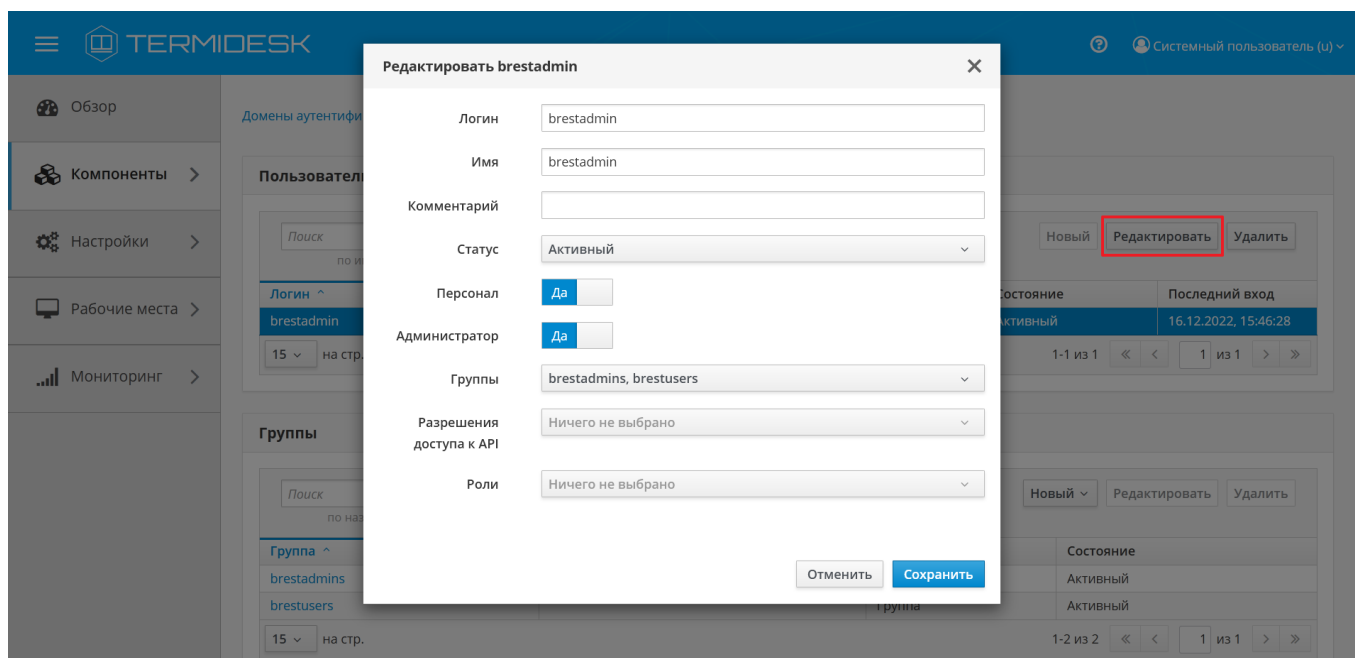 TERMIDESK
Системный пользователь (u)
Редактировать brestadmin
Обзор
Компоненты
Настройки
Рабочие места
Мониторинг
Домены аутентифи
Пользовател
Поиск
по и
Новый Редактировать Удалить
Логин Состояние Последний вход
brestadmin Активный 16.12.2022, 15:46:28
15 на стр. 1-1 из 1 1 из 1
Логин brestadmin
Имя brestadmin
Комментарий
Статус Активный
Персонал Да
Администратор Да
Группы brestadmins, brestusers
Разрешения
доступа к API Ничего не выбрано
Роли Ничего не выбрано
Отменить Сохранить
Группы
Поиск
по наз
Новый Редактировать Удалить
Группа Состояние
brestadmins Активный
brestusers Группа Активный
15 на стр. 1-2 из 2 1 из 1